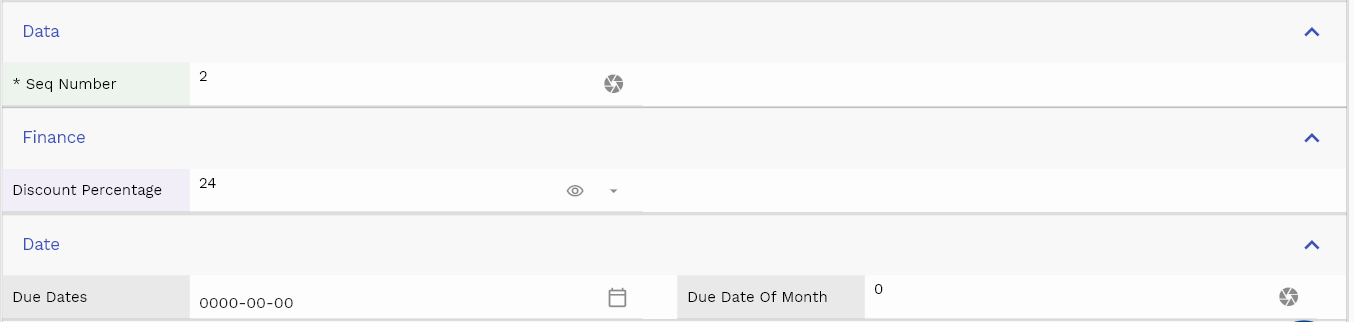 Data
* Seq Number 2
Finance
Discount Percentage 24
Date
Due Dates 0000-00-00 Due Date Of Month 0